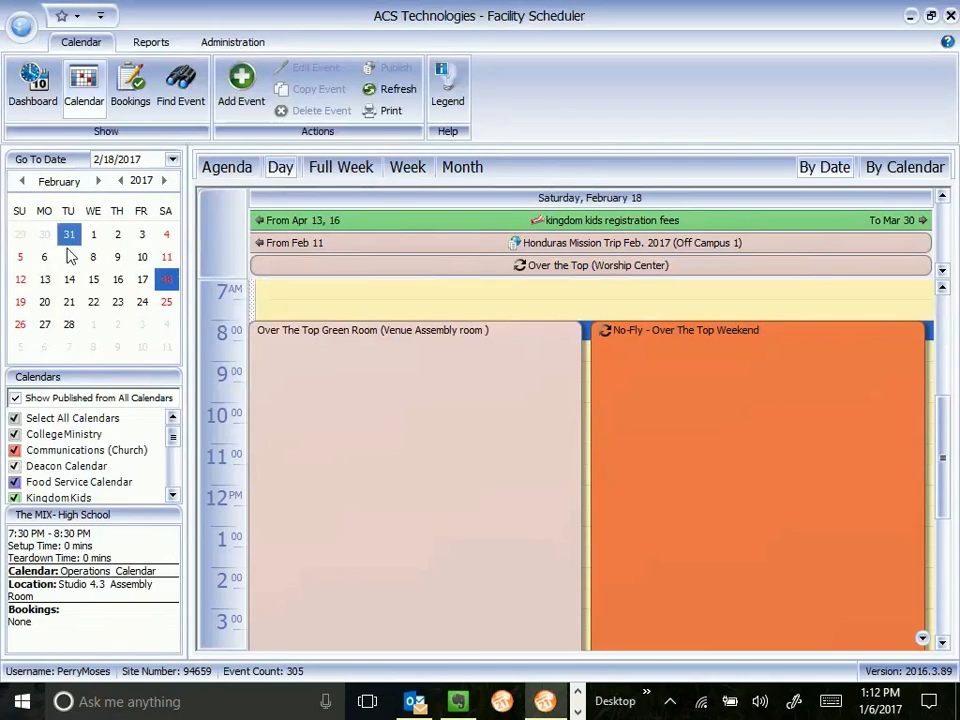 ACS Technologies - Facility Scheduler
Calendar Reports Administration
Dashboard Calendar Bookings Find Event
Show
Add Event
Edit Event
Copy Event
Delete Event
Publish
Refresh
Print
Actions
Legend
Help
Go To Date 2/18/2017
February 2017
SU MO TU WE TH FR SA
29 30 31 1 2 3 4
5 6 8 9 10 11
12 13 14 15 16 17 18
19 20 21 22 23 24 25
26 27 28 1 2 3 4
5 6 7 8 9 10 11
Calendars
Show Published from All Calendars
Select All Calendars
College Ministry
Communications (Church)
Deacon Calendar
Food Service Calendar
Kingdom Kids
The MIX- High School
7:30 PM - 8:30 PM
Setup Time: 0 mins
Teardown Time: 0 mins
Calendar: Operations Calendar
Location: Studio 4.3 Assembly
Room
Bookings:
None
Agenda Day Full Week Week Month By Date By Calendar
Saturday, February 18
From Apr 13, 16 kingdom kids registration fees To Mar 30
From Feb 11 Honduras Mission Trip Feb. 2017 (Off Campus 1)
Over the Top (Worship Center)
7 AM
8 00
9 00
10 00
11 00
12 PM
1 00
2 00
3 00
Over The Top Green Room (Venue Assembly room )
No-Fly - Over The Top Weekend
Username: PerryMoses Site Number: 94659 Event Count: 305 Version: 2016.3.89
Ask me anything
Desktop
1:12 PM
1/6/2017